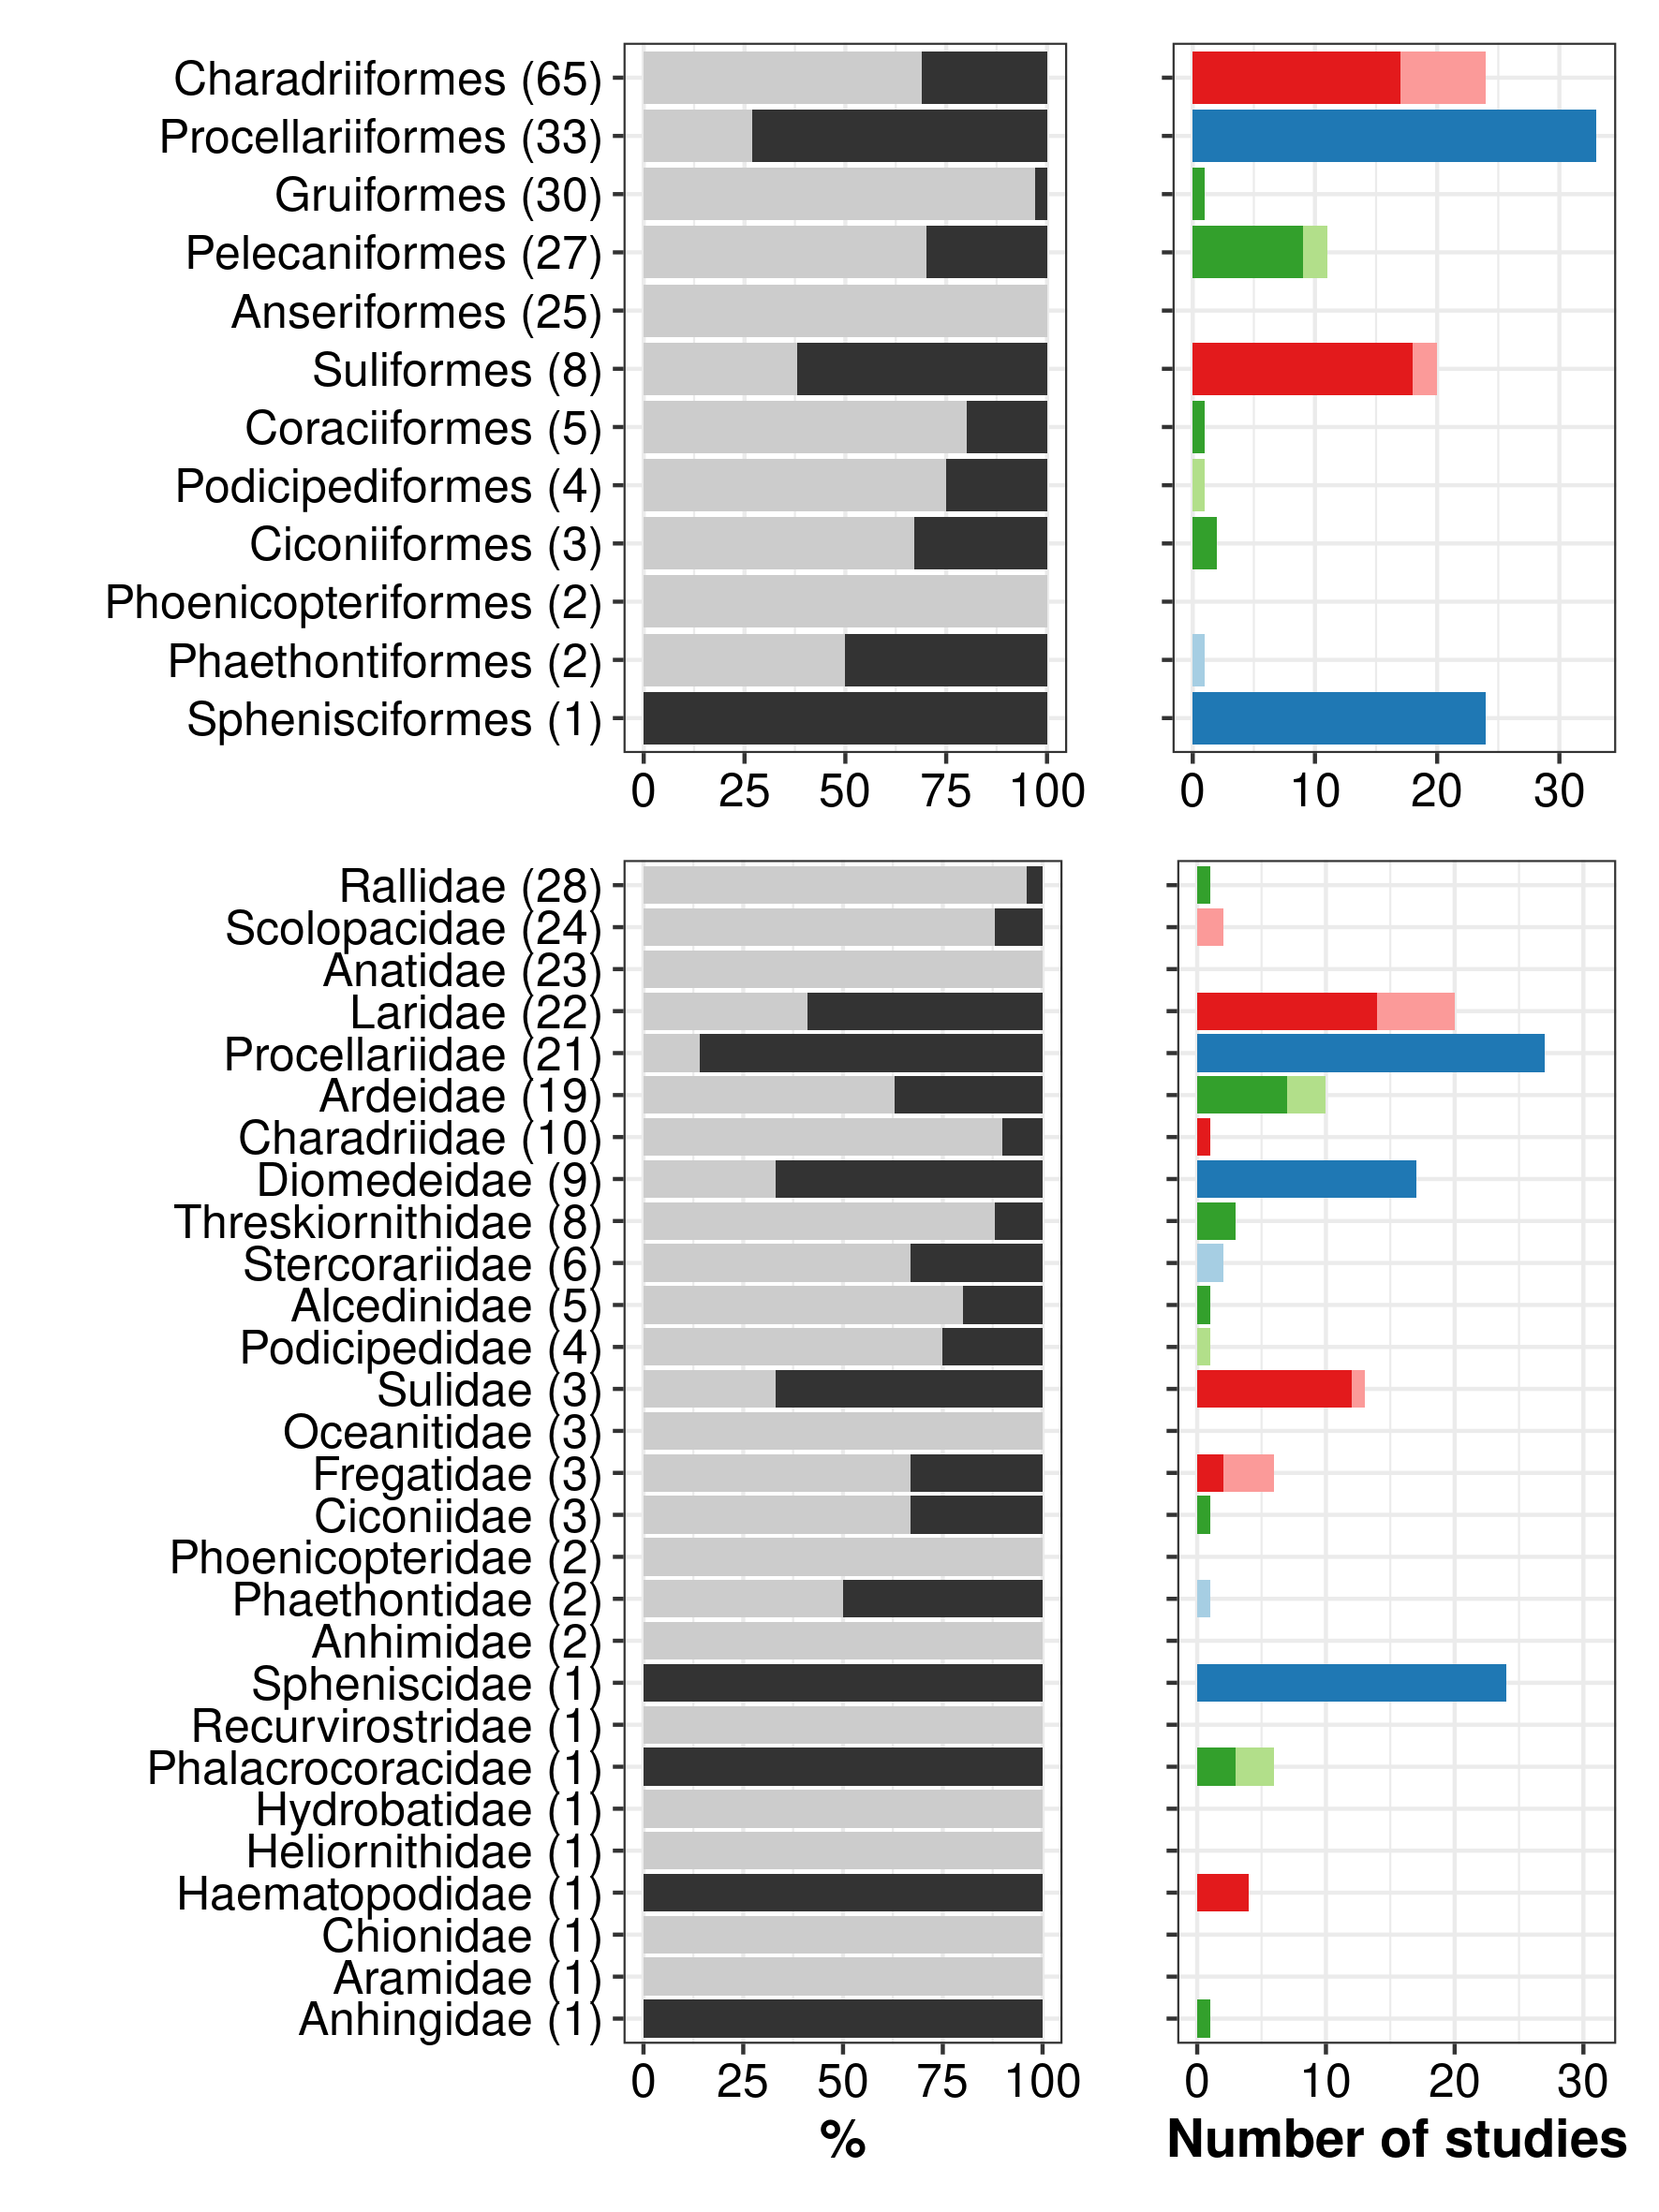 Charadriiformes (65)
Procellariiformes (33)
Gruiformes (30)
Pelecaniformes (27)
Anseriformes (25)
Suliformes (8)
Coraciiformes (5)
Podicipediformes (4)
Ciconiiformes (3)
Phoenicopteriformes (2)
Phaethontiformes (2)
Sphenisciformes (1)
0 25 50 75 100
0 10 20 30
Rallidae (28)
Scolopacidae (24)
Anatidae (23)
Laridae (22)
Procellariidae (21)
Ardeidae (19)
Charadriidae (10)
Diomedeidae (9)
Threskiornithidae (8)
Stercorariidae (6)
Alcedinidae (5)
Podicipedidae (4)
Sulidae (3)
Oceanitidae (3)
Fregatidae (3)
Ciconiidae (3)
Phoenicopteridae (2)
Phaethontidae (2)
Anhimidae (2)
Spheniscidae (1)
Recurvirostridae (1)
Phalacrocoracidae (1)
Hydrobatidae (1)
Heliornithidae (1)
Haematopodidae (1)
Chionidae (1)
Aramidae (1)
Anhingidae (1)
0 25 50 75 100
0 10 20 30
%
Number of studies